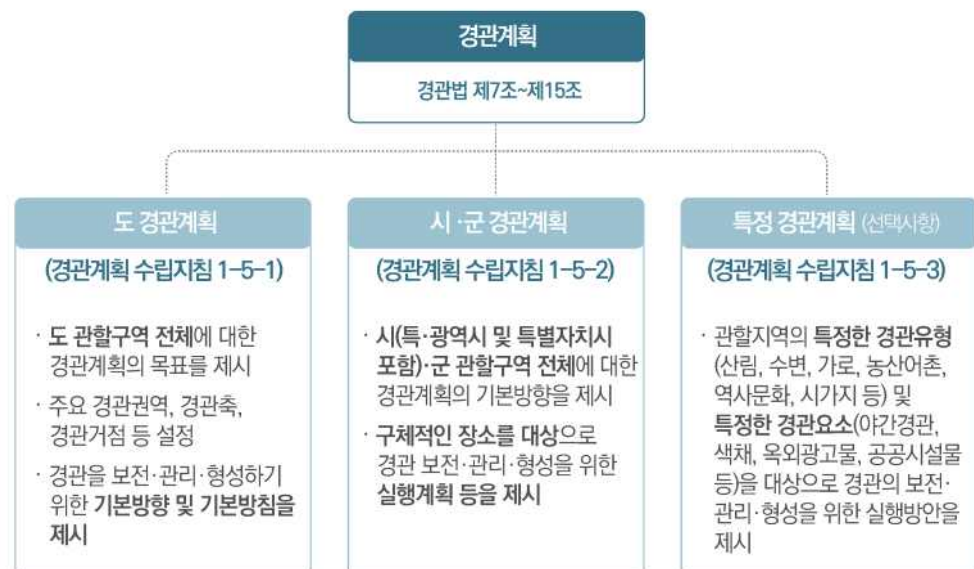 경관계획
경관법 제7조~제15조
도 경관계획
(경관계획 수립지침 1-5-1)
· 도 관할구역 전체에 대한
경관계획의 목표를 제시
· 주요 경관권역, 경관축,
경관거점 등 설정
· 경관을 보전·관리·형성하기
위한 기본방향 및 기본방침을
제시
시·군 경관계획
(경관계획 수립지침 1-5-2)
· 시(특·광역시 및 특별자치시
포함)·군 관할구역 전체에 대한
경관계획의 기본방향을 제시
· 구체적인 장소를 대상으로
경관 보전·관리·형성을 위한
실행계획 등을 제시
특정 경관계획 (선택사항)
(경관계획 수립지침 1-5-3)
· 관할지역의 특정한 경관유형
(산림, 수변, 가로, 농산어촌,
역사문화, 시가지 등) 및
특정한 경관요소(야간경관,
색채, 옥외광고물, 공공시설물
등)을 대상으로 경관의 보전·
관리·형성을 위한 실행방안을
제시